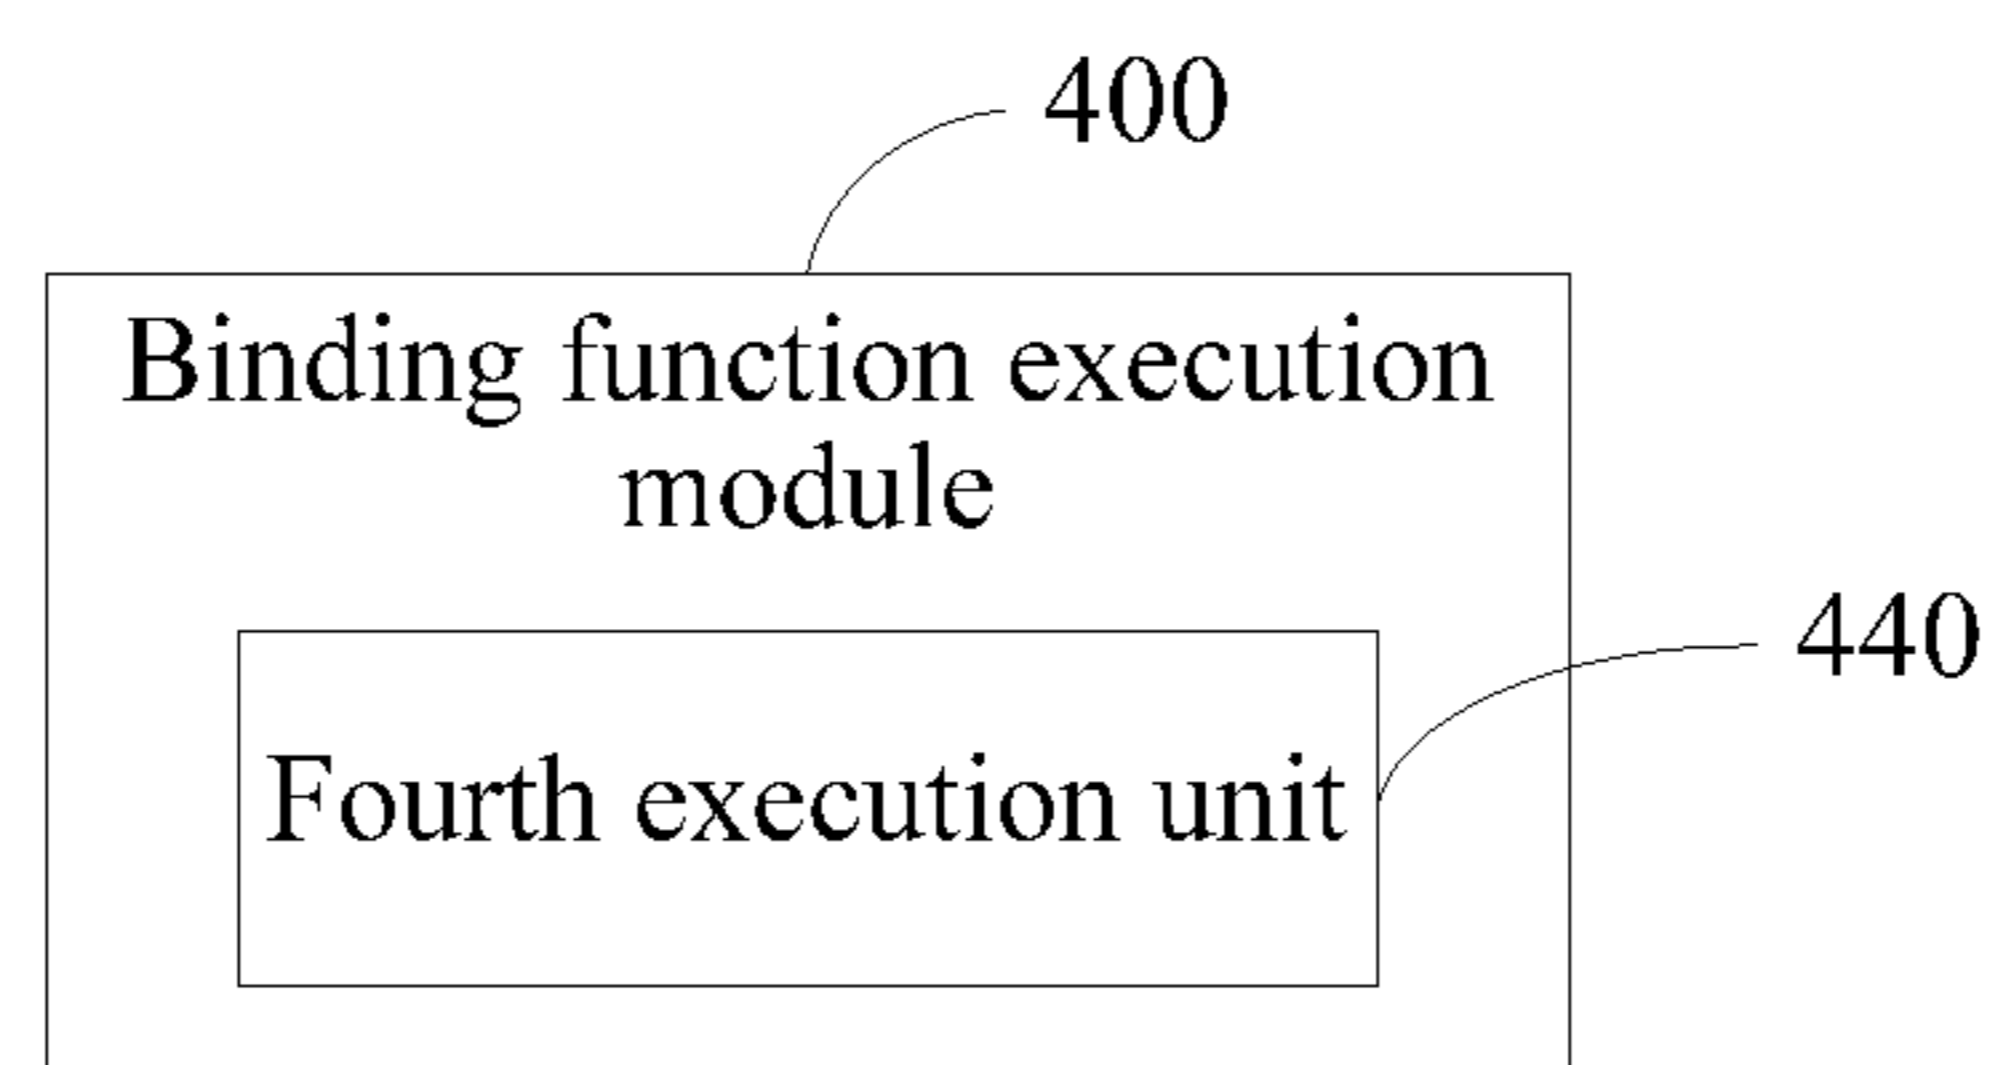 400
Binding function execution
module
440
Fourth execution unit